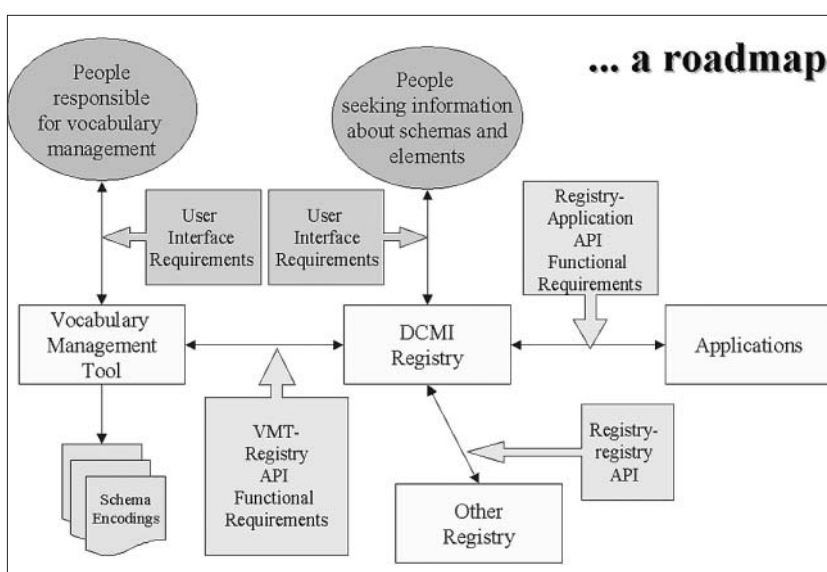 ... a roadmap
People
responsible
for vocabulary
management
People
seeking information
about schemas and
elements
User
Interface
Requirements
User
Interface
Requirements
Registry-
Application
API
Functional
Requirements
Vocabulary
Management
Tool
DCMI
Registry
Applications
VMT-
Registry
API
Functional
Requirements
Registry-
registry
API
Schema
Encodings
Other
Registry